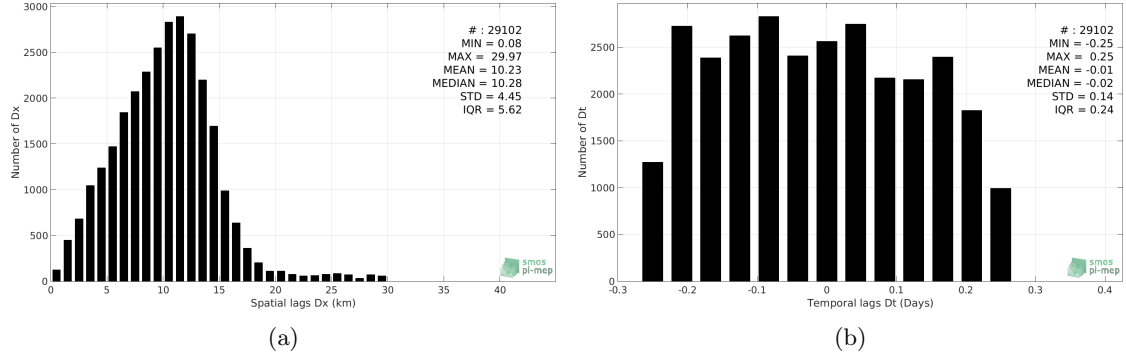 3000
2500
2000
1500
1000
500
0
Number of Dx
# : 29102
MIN = 0.08
MAX = 29.97
MEAN = 10.23
MEDIAN = 10.28
STD = 4.45
IQR = 5.62
smos
pi-mep
0 5 10 15 20 25 30 35 40
Spatial lags Dx (km)
(a)
2500
2000
1500
1000
500
0
Number of Dt
# : 29102
MIN = -0.25
MAX = 0.25
MEAN = -0.01
MEDIAN = -0.02
STD = 0.14
IQR = 0.24
smos
pi-mep
-0.3 -0.2 -0.1 0 0.1 0.2 0.3 0.4
Temporal lags Dt (Days)
(b)